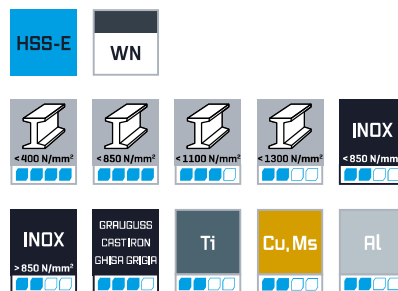 HSS-E
WN
<400 N/mm²
<850 N/mm²
<1100 N/mm²
<1300 N/mm²
INOX
<850 N/mm²
INOX
>850 N/mm²
GRAUGUSS
CAST IRON
GHISA GRIGIA
Ti
Cu, Ms
Al